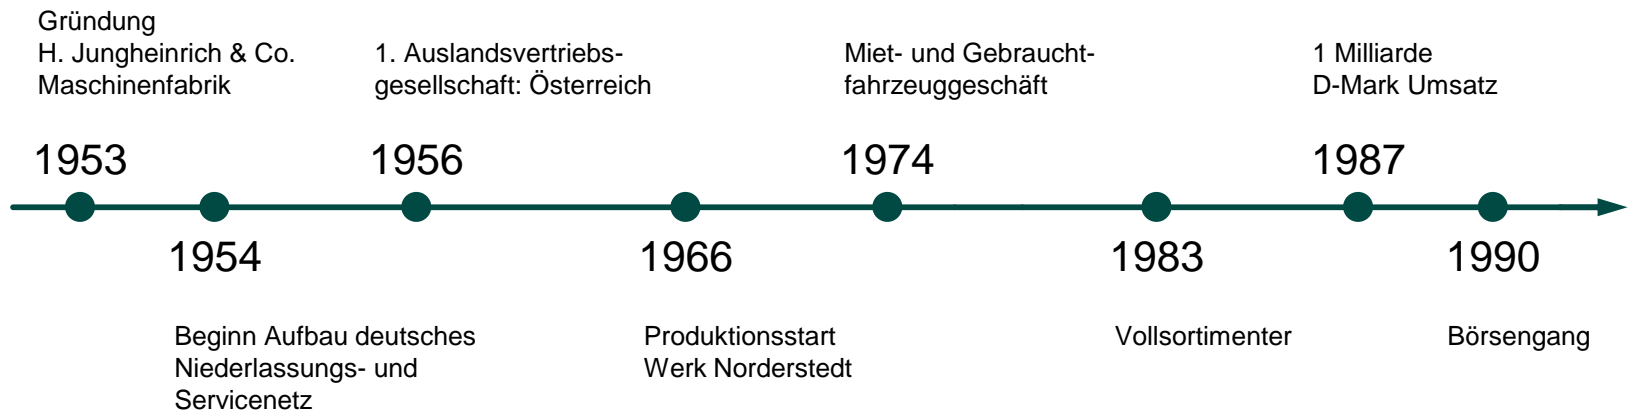 Gründung
H. Jungheinrich & Co.
Maschinenfabrik
1953
1. Auslandsvertriebs-
gesellschaft: Österreich
1956
Miet- und Gebraucht-
fahrzeuggeschäft
1974
1 Milliarde
D-Mark Umsatz
1987
1954
Beginn Aufbau deutsches
Niederlassungs- und
Servicenetz
1966
Produktionsstart
Werk Norderstedt
1983
Vollsortimenter
1990
Börsengang